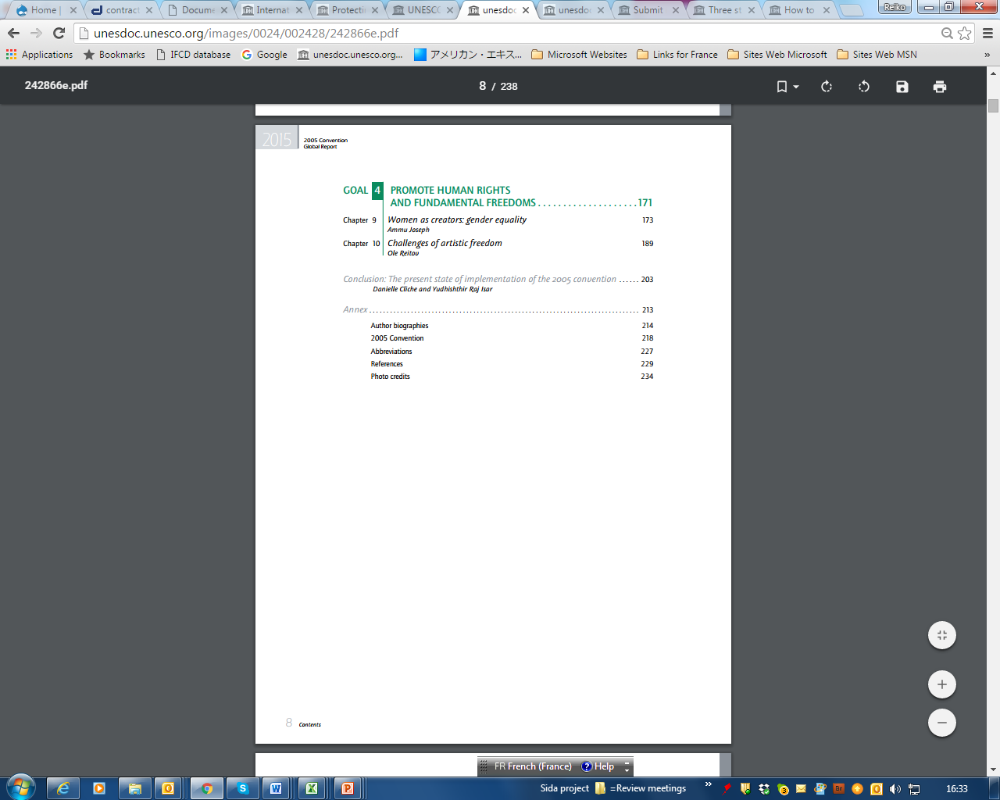 Home |
contract
Docume
Internat
Protecti
UNESCO
unesdoc
unesdoc
Submit
Three st
How to
Reiko
unesdoc.unesco.org/images/0024/002428/242866e.pdf
Applications
Bookmarks
IFCD database
Google
unesdoc.unesco.org...
アメリカン・エキス...
Microsoft Websites
Links for France
Sites Web Microsoft
Sites Web MSN
»
242866e.pdf
8 / 238
2015
2005 Convention
Global Report
GOAL 4 PROMOTE HUMAN RIGHTS
AND FUNDAMENTAL FREEDOMS . . . . . . . . . . . . . . . . . . . . 171
Chapter 9 Women as creators: gender equality 173
Ammu Joseph
Chapter 10 Challenges of artistic freedom 189
Ole Reitov
Conclusion: The present state of implementation of the 2005 convention ...... 203
Danielle Cliche and Yudhishthir Raj Isar
Annex ........................................................................... 213
Author biographies 214
2005 Convention 218
Abbreviations 227
References 229
Photo credits 234
8 Contents
FR French (France) ? Help
Sida project =Review meetings » 16:33